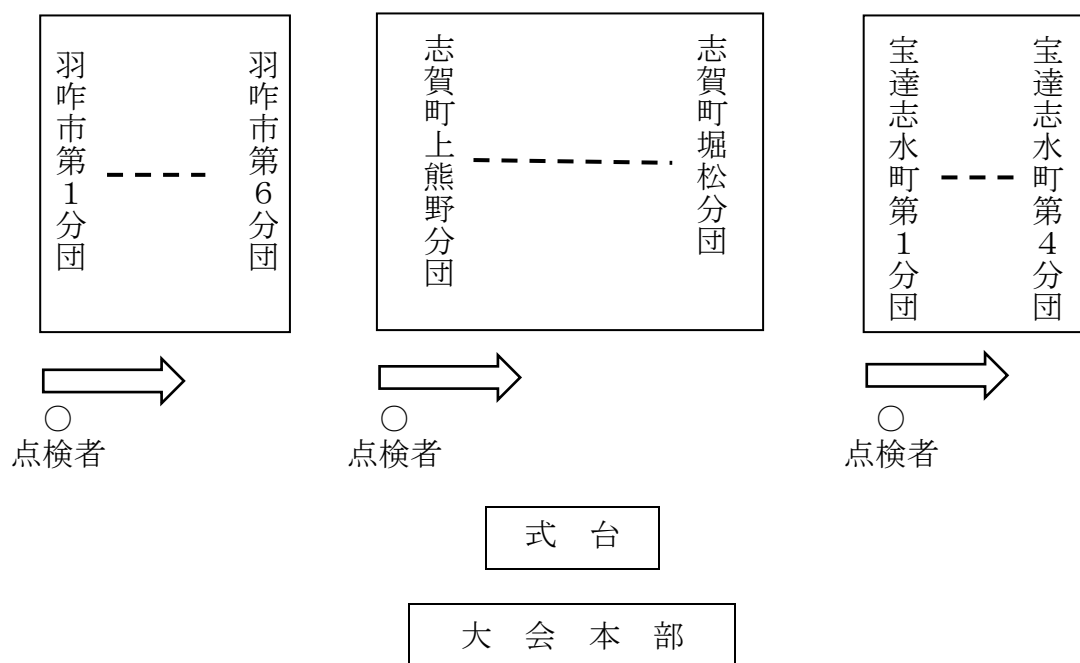 羽咋市第１分団
羽咋市第６分団
志賀町上熊野分団
志賀町堀松分団
宝達志水町第１分団
宝達志水町第４分団
点検者
点検者
点検者
式　台
大　会　本　部